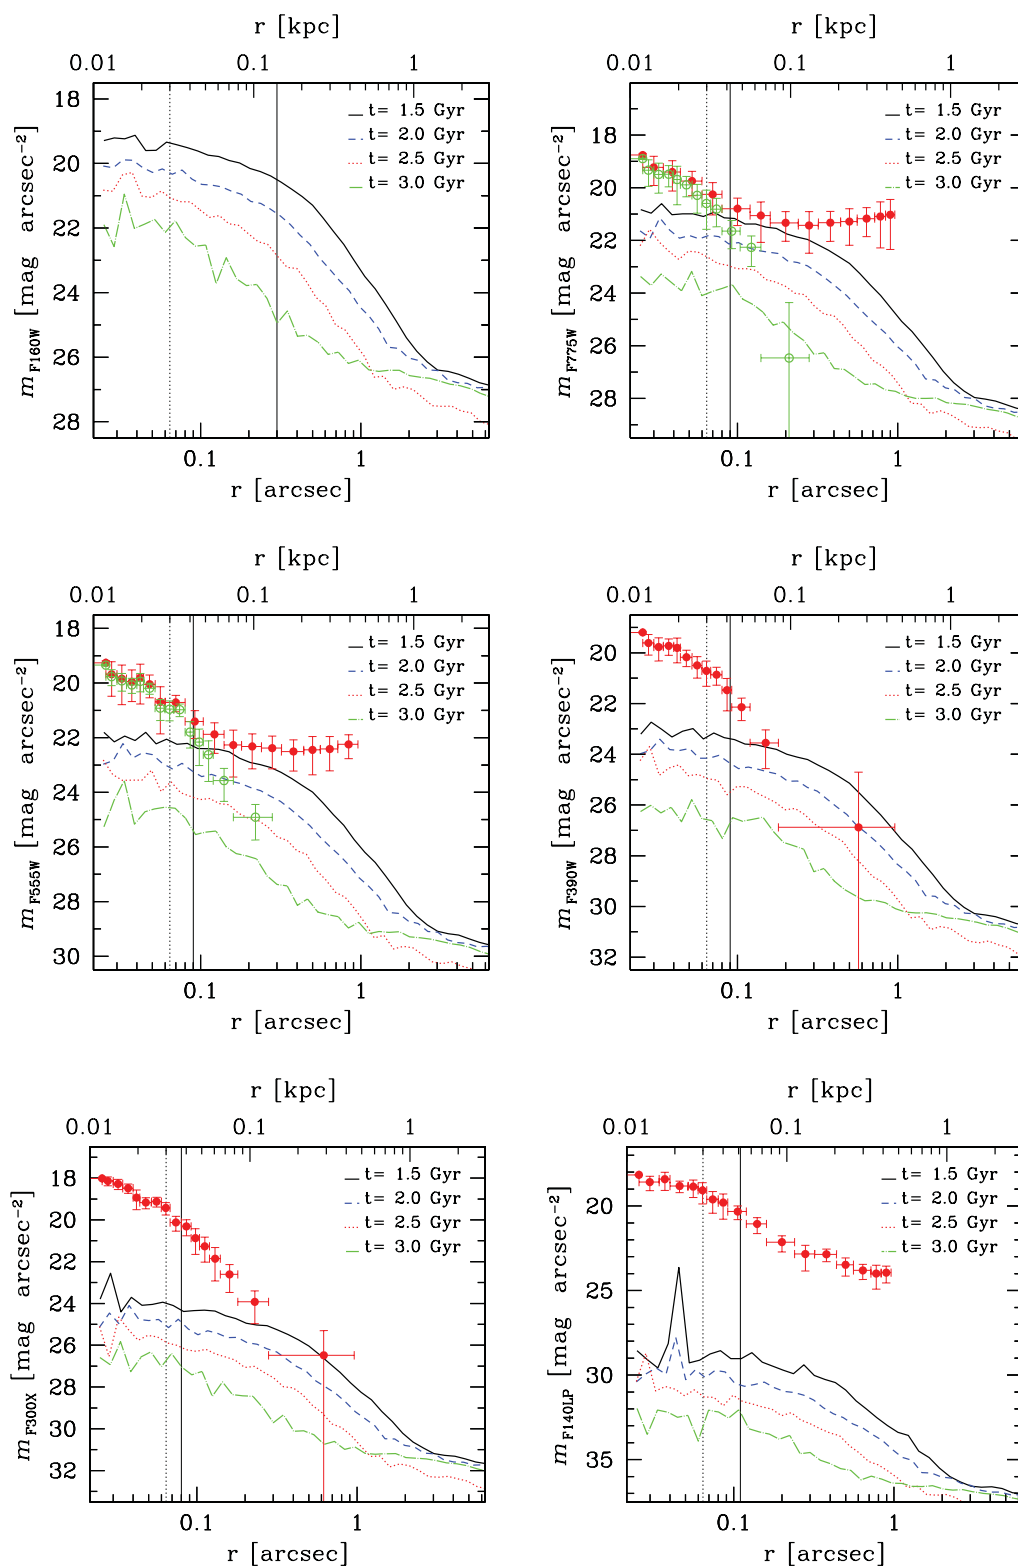 r [kpc]
0.01 0.1 1
m F160W [mag arcsec−2]
18
20
22
24
26
28
t= 1.5 Gyr
t= 2.0 Gyr
t= 2.5 Gyr
t= 3.0 Gyr
0.1 1
r [arcsec]
r [kpc]
0.01 0.1 1
m F775W [mag arcsec−2]
18
20
22
24
26
28
t= 1.5 Gyr
t= 2.0 Gyr
t= 2.5 Gyr
t= 3.0 Gyr
0.1 1
r [arcsec]
r [kpc]
0.01 0.1 1
m F555W [mag arcsec−2]
18
20
22
24
26
28
30
t= 1.5 Gyr
t= 2.0 Gyr
t= 2.5 Gyr
t= 3.0 Gyr
0.1 1
r [arcsec]
r [kpc]
0.01 0.1 1
m F390W [mag arcsec−2]
20
22
24
26
28
30
32
t= 1.5 Gyr
t= 2.0 Gyr
t= 2.5 Gyr
t= 3.0 Gyr
0.1 1
r [arcsec]
r [kpc]
0.01 0.1 1
m F300X [mag arcsec−2]
18
20
22
24
26
28
30
32
t= 1.5 Gyr
t= 2.0 Gyr
t= 2.5 Gyr
t= 3.0 Gyr
0.1 1
r [arcsec]
r [kpc]
0.01 0.1 1
m F140LP [mag arcsec−2]
20
25
30
35
t= 1.5 Gyr
t= 2.0 Gyr
t= 2.5 Gyr
t= 3.0 Gyr
0.1 1
r [arcsec]